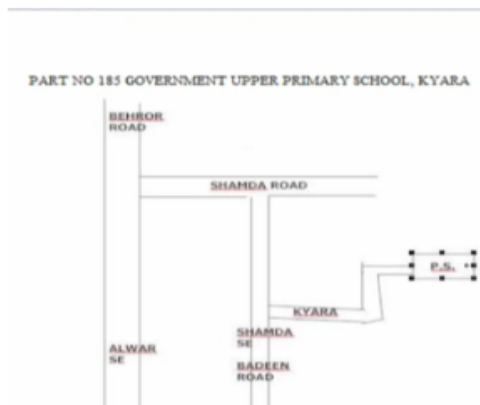 PART NO 185 GOVERNMENT UPPER PRIMARY SCHOOL, KYARA
BEHROR
ROAD
SHAMDA ROAD
P.S.
KYARA
SHAMDA
SE
ALWAR
SE
BADEEN
ROAD